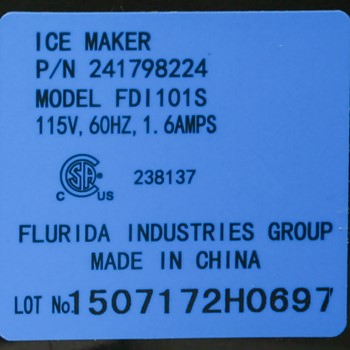 ICE MAKER
P/N 241798224
MODEL FDI101S
115V, 60HZ, 1.6AMPS
CSA C US 238137
FLURIDA INDUSTRIES GROUP
MADE IN CHINA
LOT No.1507172H0697